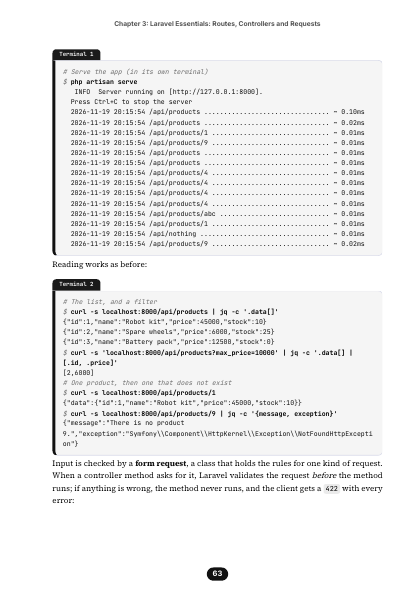 Chapter 3: Laravel Essentials: Routes, Controllers and Requests
Terminal 1
# Serve the app (in its own terminal)
$ php artisan serve
INFO  Server running on [http://127.0.0.1:8000].
Press Ctrl+C to stop the server
2026-11-19 20:15:54 /api/products ................................ ~ 0.10ms
2026-11-19 20:15:54 /api/products ................................ ~ 0.02ms
2026-11-19 20:15:54 /api/products/1 .............................. ~ 0.01ms
2026-11-19 20:15:54 /api/products/9 .............................. ~ 0.01ms
2026-11-19 20:15:54 /api/products ................................ ~ 0.01ms
2026-11-19 20:15:54 /api/products ................................ ~ 0.01ms
2026-11-19 20:15:54 /api/products/4 .............................. ~ 0.01ms
2026-11-19 20:15:54 /api/products/4 .............................. ~ 0.01ms
2026-11-19 20:15:54 /api/products/4 .............................. ~ 0.01ms
2026-11-19 20:15:54 /api/products/4 .............................. ~ 0.01ms
2026-11-19 20:15:54 /api/products/abc ............................ ~ 0.01ms
2026-11-19 20:15:54 /api/products/1 .............................. ~ 0.01ms
2026-11-19 20:15:54 /api/nothing ................................. ~ 0.01ms
2026-11-19 20:15:54 /api/products/9 .............................. ~ 0.02ms
Reading works as before:
Terminal 2
# The list, and a filter
$ curl -s localhost:8000/api/products | jq -c '.data[]'
{"id":1,"name":"Robot kit","price":45000,"stock":10}
{"id":2,"name":"Spare wheels","price":6000,"stock":25}
{"id":3,"name":"Battery pack","price":12500,"stock":0}
$ curl -s 'localhost:8000/api/products?max_price=10000' | jq -c '.data[] |
[.id, .price]'
[2,6000]
# One product, then one that does not exist
$ curl -s localhost:8000/api/products/1
{"data":{"id":1,"name":"Robot kit","price":45000,"stock":10}}
$ curl -s localhost:8000/api/products/9 | jq -c '{message, exception}'
{"message":"There is no product
9.","exception":"Symfony\\Component\\HttpKernel\\Exception\\NotFoundHttpExcepti
on"}
Input is checked by a form request, a class that holds the rules for one kind of request.
When a controller method asks for it, Laravel validates the request before the method
runs; if anything is wrong, the method never runs, and the client gets a 422 with every
error:
63